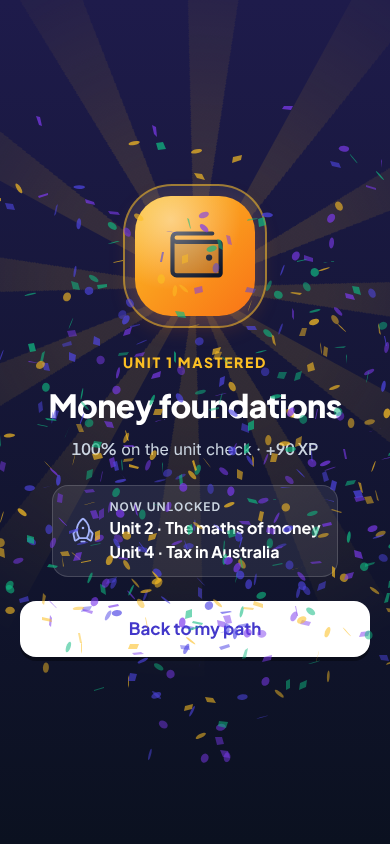 UNIT 1 MASTERED
Money foundations
100% on the unit check · +90 XP
NOW UNLOCKED
Unit 2 · The maths of money
Unit 4 · Tax in Australia
Back to my path